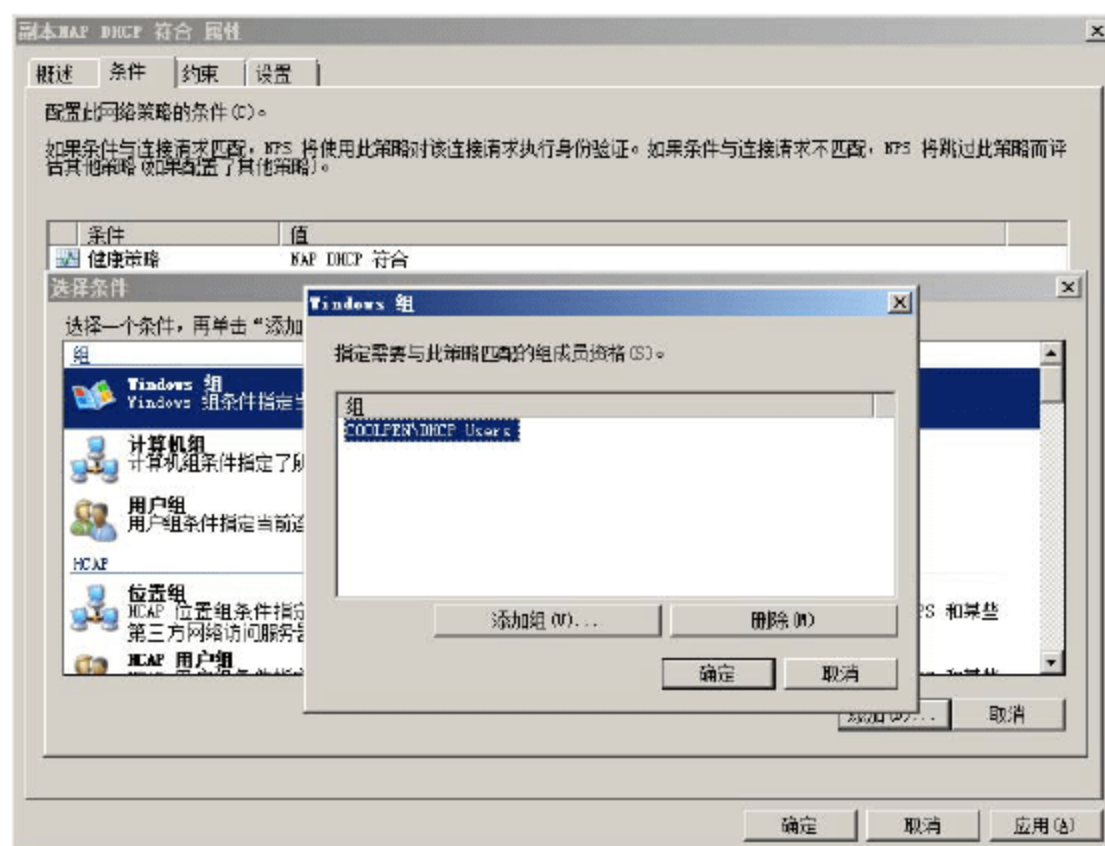 副本NAP DHCP 符合 属性
概述 条件 约束 设置
配置此网络策略的条件(C)。
如果条件与连接请求匹配，NPS 将使用此策略对该连接请求执行身份验证。如果条件与连接请求不匹配，NPS 将跳过此策略而评
估其他策略(如果配置了其他策略)。
条件 值
健康策略 NAP DHCP 符合
选择条件
选择一个条件，再单击“添加
组
Windows 组
Windows 组条件指定
计算机组
计算机组条件指定了
用户组
用户组条件指定当前
HCAP
位置组
HCAP 位置组条件指定
PS 和某些
第三方网络访问服务
HCAP 用户组
添加(D)... 取消
Windows 组
指定需要与此策略匹配的组成员资格(S)。
组
COOLPEN\DHCP Users
添加组(U)... 删除(M)
确定 取消
确定 取消 应用(A)